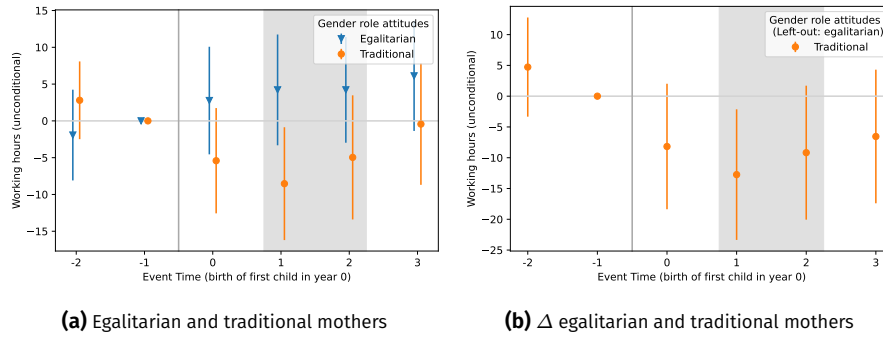 Gender role attitudes
Egalitarian
Traditional
15
10
5
0
−5
−10
−15
Working hours (unconditional)
-2
-1
0
1
2
3
Event Time (birth of first child in year 0)
(a) Egalitarian and traditional mothers
Gender role attitudes
(Left-out: egalitarian)
Traditional
10
5
0
−5
−10
−15
−20
−25
Working hours (unconditional)
-2
-1
0
1
2
3
Event Time (birth of first child in year 0)
(b) Δ egalitarian and traditional mothers